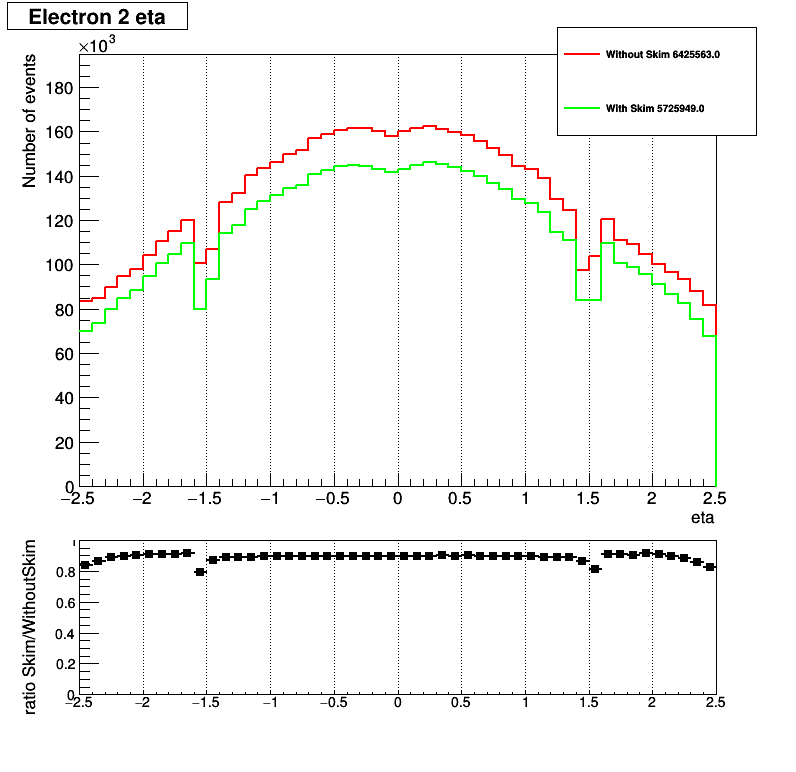 Electron 2 eta
×10³
Number of events
180
160
140
120
100
80
60
40
20
0
−2.5 −2 −1.5 −1 −0.5 0 0.5 1 1.5 2 2.5
eta
Without Skim 6425563.0
With Skim 5725949.0
ratio Skim/WithoutSkim
1
0.8
0.6
0.4
0.2
0
−2.5 −2 −1.5 −1 −0.5 0 0.5 1 1.5 2 2.5